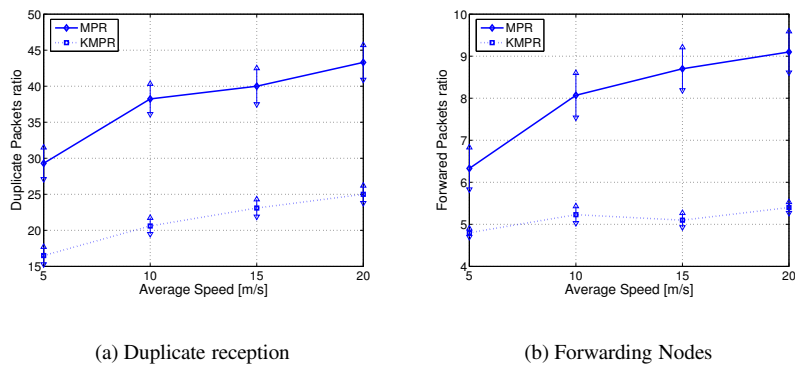 50
45
40
35
30
25
20
15
5
10
15
20
Duplicate Packets ratio
Average Speed [m/s]
MPR
KMPR
(a) Duplicate reception
10
9
8
7
6
5
4
5
10
15
20
Forwared Packets ratio
Average Speed [m/s]
MPR
KMPR
(b) Forwarding Nodes